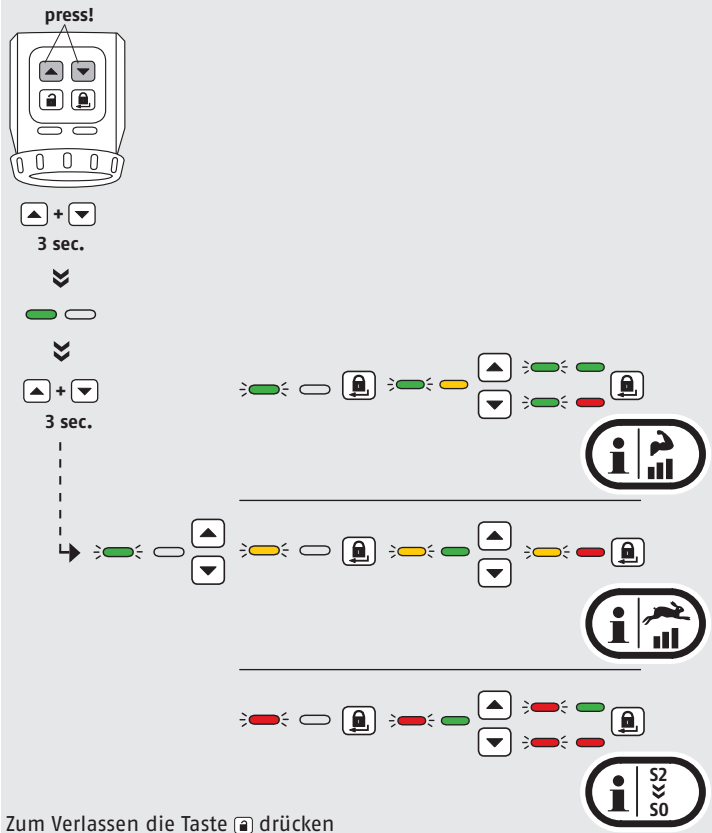 press!
+
3 sec.
+
3 sec.
i
i
i S2
S0
Zum Verlassen die Taste drücken